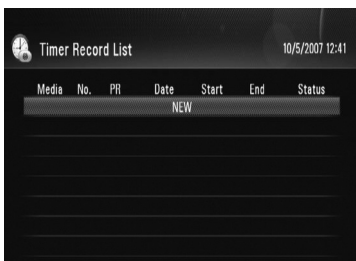 Timer Record List 10/5/2007 12:41
Media No. PR Date Start End Status
NEW